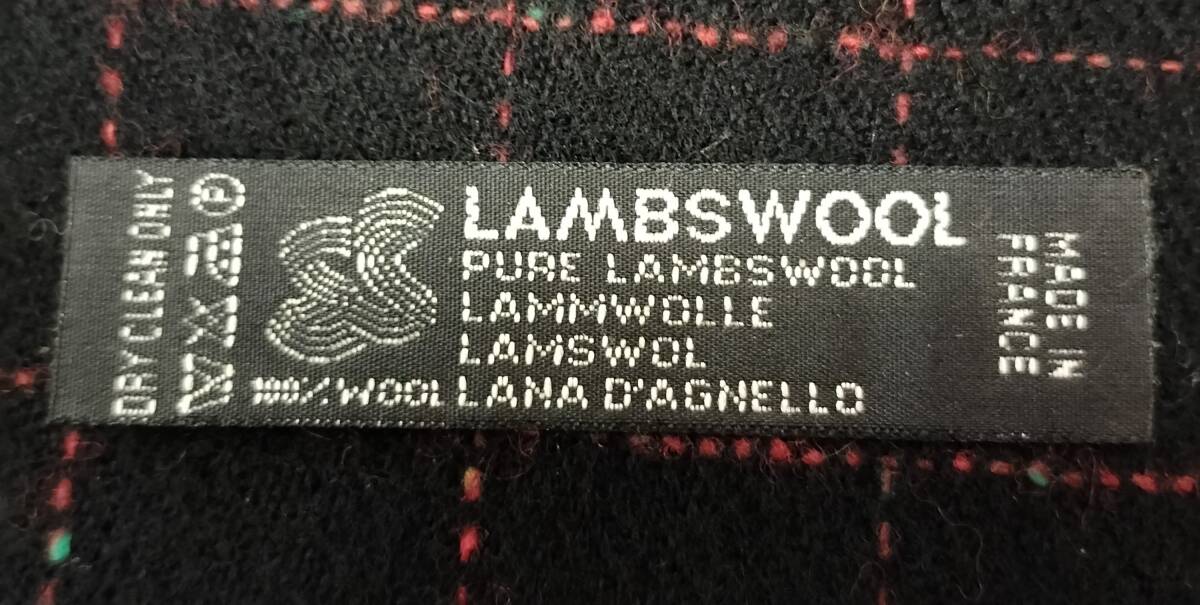 DRY CLEAN ONLY
P
100% WOOL
LAMBSWOOL
PURE LAMBSWOOL
LAMMWOLLE
LAMSWOL
LANA D'AGNELLO
MADE IN
FRANCE